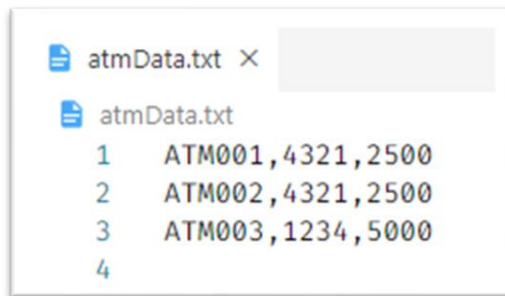 atmData.txt ×
atmData.txt
1 ATM001,4321,2500
2 ATM002,4321,2500
3 ATM003,1234,5000
4